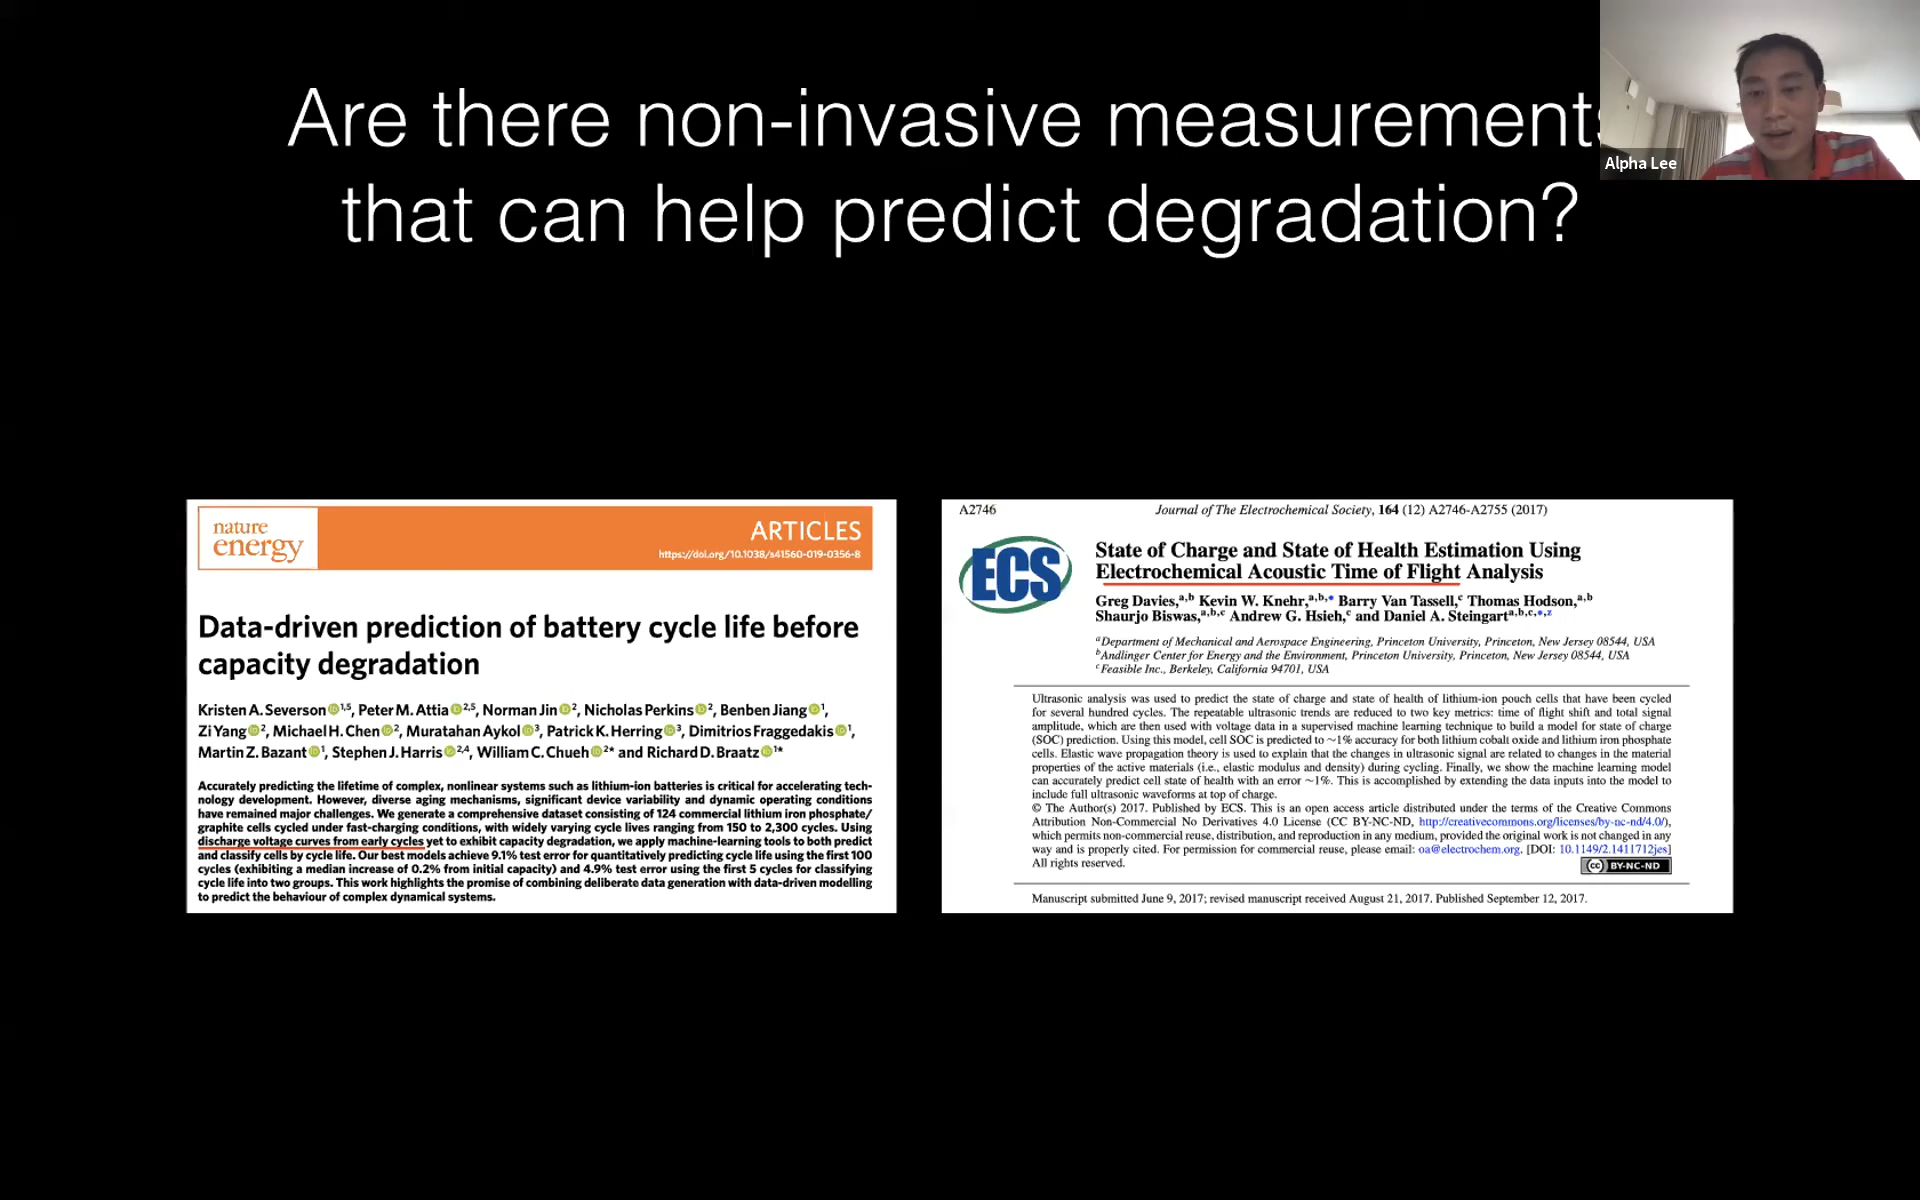 Are there non-invasive measurements
that can help predict degradation?
Alpha Lee
nature
energy
ARTICLES
https://doi.org/10.1038/s41560-019-0356-8
Data-driven prediction of battery cycle life before
capacity degradation
Kristen A. Severson 1,5, Peter M. Attia 2,5, Norman Jin 2, Nicholas Perkins 2, Benben Jiang 1,
Zi Yang 2, Michael H. Chen 2, Muratahan Aykol 3, Patrick K. Herring 3, Dimitrios Fraggedakis 1,
Martin Z. Bazant 1, Stephen J. Harris 2,4, William C. Chueh 2* and Richard D. Braatz 1*
Accurately predicting the lifetime of complex, nonlinear systems such as lithium-ion batteries is critical for accelerating tech-
nology development. However, diverse aging mechanisms, significant device variability and dynamic operating conditions
have remained major challenges. We generate a comprehensive dataset consisting of 124 commercial lithium iron phosphate/
graphite cells cycled under fast-charging conditions, with widely varying cycle lives ranging from 150 to 2,300 cycles. Using
discharge voltage curves from early cycles yet to exhibit capacity degradation, we apply machine-learning tools to both predict
and classify cells by cycle life. Our best models achieve 9.1% test error for quantitatively predicting cycle life using the first 100
cycles (exhibiting a median increase of 0.2% from initial capacity) and 4.9% test error using the first 5 cycles for classifying
cycle life into two groups. This work highlights the promise of combining deliberate data generation with data-driven modelling
to predict the behaviour of complex dynamical systems.
A2746
Journal of The Electrochemical Society, 164 (12) A2746-A2755 (2017)
ECS
State of Charge and State of Health Estimation Using
Electrochemical Acoustic Time of Flight Analysis
Greg Davies,a,b Kevin W. Knehr,a,b,* Barry Van Tassell,c Thomas Hodson,a,b
Shaurjo Biswas,a,b,c Andrew G. Hsieh,c and Daniel A. Steingarta,b,c,*,z
aDepartment of Mechanical and Aerospace Engineering, Princeton University, Princeton, New Jersey 08544, USA
bAndlinger Center for Energy and the Environment, Princeton University, Princeton, New Jersey 08544, USA
cFeasible Inc., Berkeley, California 94701, USA
Ultrasonic analysis was used to predict the state of charge and state of health of lithium-ion pouch cells that have been cycled
for several hundred cycles. The repeatable ultrasonic trends are reduced to two key metrics: time of flight shift and total signal
amplitude, which are then used with voltage data in a supervised machine learning technique to build a model for state of charge
(SOC) prediction. Using this model, cell SOC is predicted to ~1% accuracy for both lithium cobalt oxide and lithium iron phosphate
cells. Elastic wave propagation theory is used to explain that the changes in ultrasonic signal are related to changes in the material
properties of the active materials (i.e., elastic modulus and density) during cycling. Finally, we show the machine learning model
can accurately predict cell state of health with an error ~1%. This is accomplished by extending the data inputs into the model to
include full ultrasonic waveforms at top of charge.
© The Author(s) 2017. Published by ECS. This is an open access article distributed under the terms of the Creative Commons
Attribution Non-Commercial No Derivatives 4.0 License (CC BY-NC-ND, http://creativecommons.org/licenses/by-nc-nd/4.0/),
which permits non-commercial reuse, distribution, and reproduction in any medium, provided the original work is not changed in any
way and is properly cited. For permission for commercial reuse, please email: oa@electrochem.org. [DOI: 10.1149/2.1411712jes]
All rights reserved.
cc BY-NC-ND
Manuscript submitted June 9, 2017; revised manuscript received August 21, 2017. Published September 12, 2017.